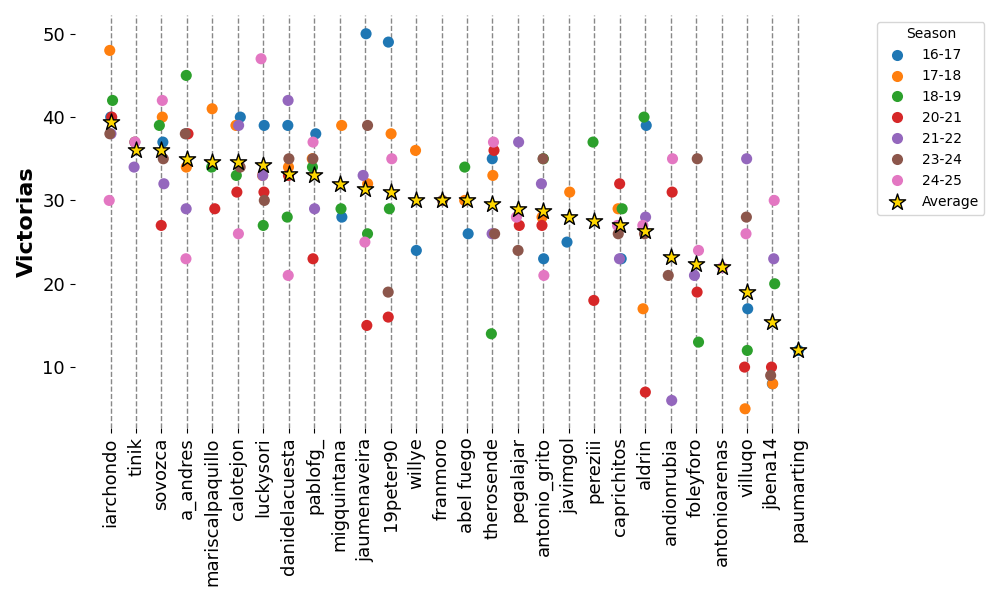 Victorias
50
40
30
20
10
iarchondo
tinik
sovozca
a_andres
mariscalpaquillo
calotejon
luckysori
danidelacuesta
pablofg_
migquintana
jaumenaveira
19peter90
willye
franmoro
abel fuego
therosende
pegalajar
antonio_grito
javimgol
pereziii
caprichitos
aldrin
andionrubia
foleyforo
antonioarenas
villuqo
jbena14
paumarting
Season
16-17
17-18
18-19
20-21
21-22
23-24
24-25
Average